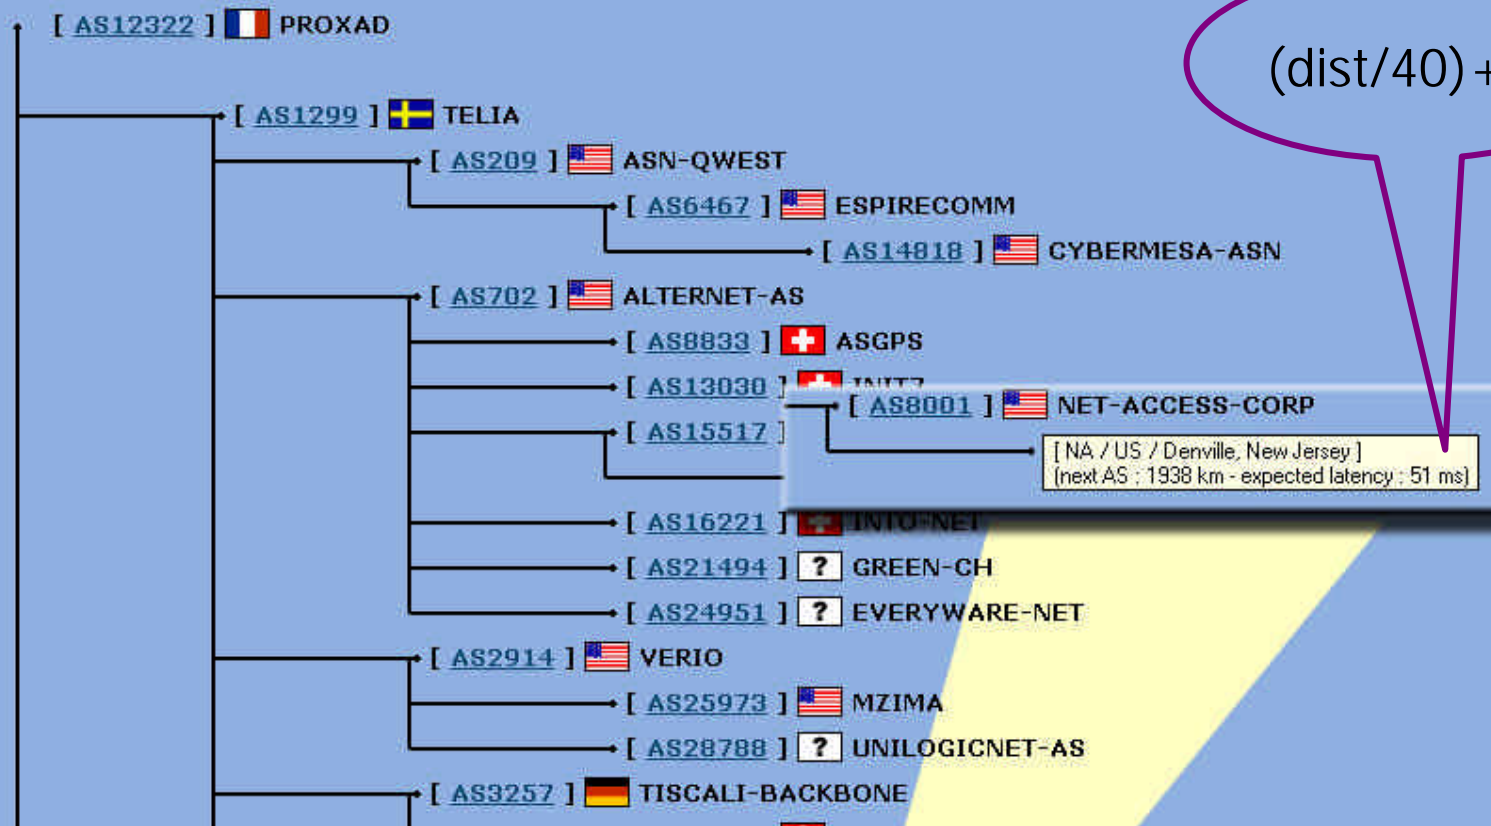 [ AS12322 ] PROXAD
(dist/40) +
[ AS1299 ] TELIA
[ AS209 ] ASN-QWEST
[ AS6467 ] ESPIRECOMM
[ AS14818 ] CYBERMESA-ASN
[ AS702 ] ALTERNET-AS
[ AS8833 ] ASGPS
[ AS13030 ] INIT7
[ AS8001 ] NET-ACCESS-CORP
[ AS15517 ]
[ NA / US / Denville, New Jersey ]
(next AS : 1938 km - expected latency : 51 ms)
[ AS16221 ] INTO-NET
[ AS21494 ] ? GREEN-CH
[ AS24951 ] ? EVERYWARE-NET
[ AS2914 ] VERIO
[ AS25973 ] MZIMA
[ AS28788 ] ? UNILOGICNET-AS
[ AS3257 ] TISCALI-BACKBONE